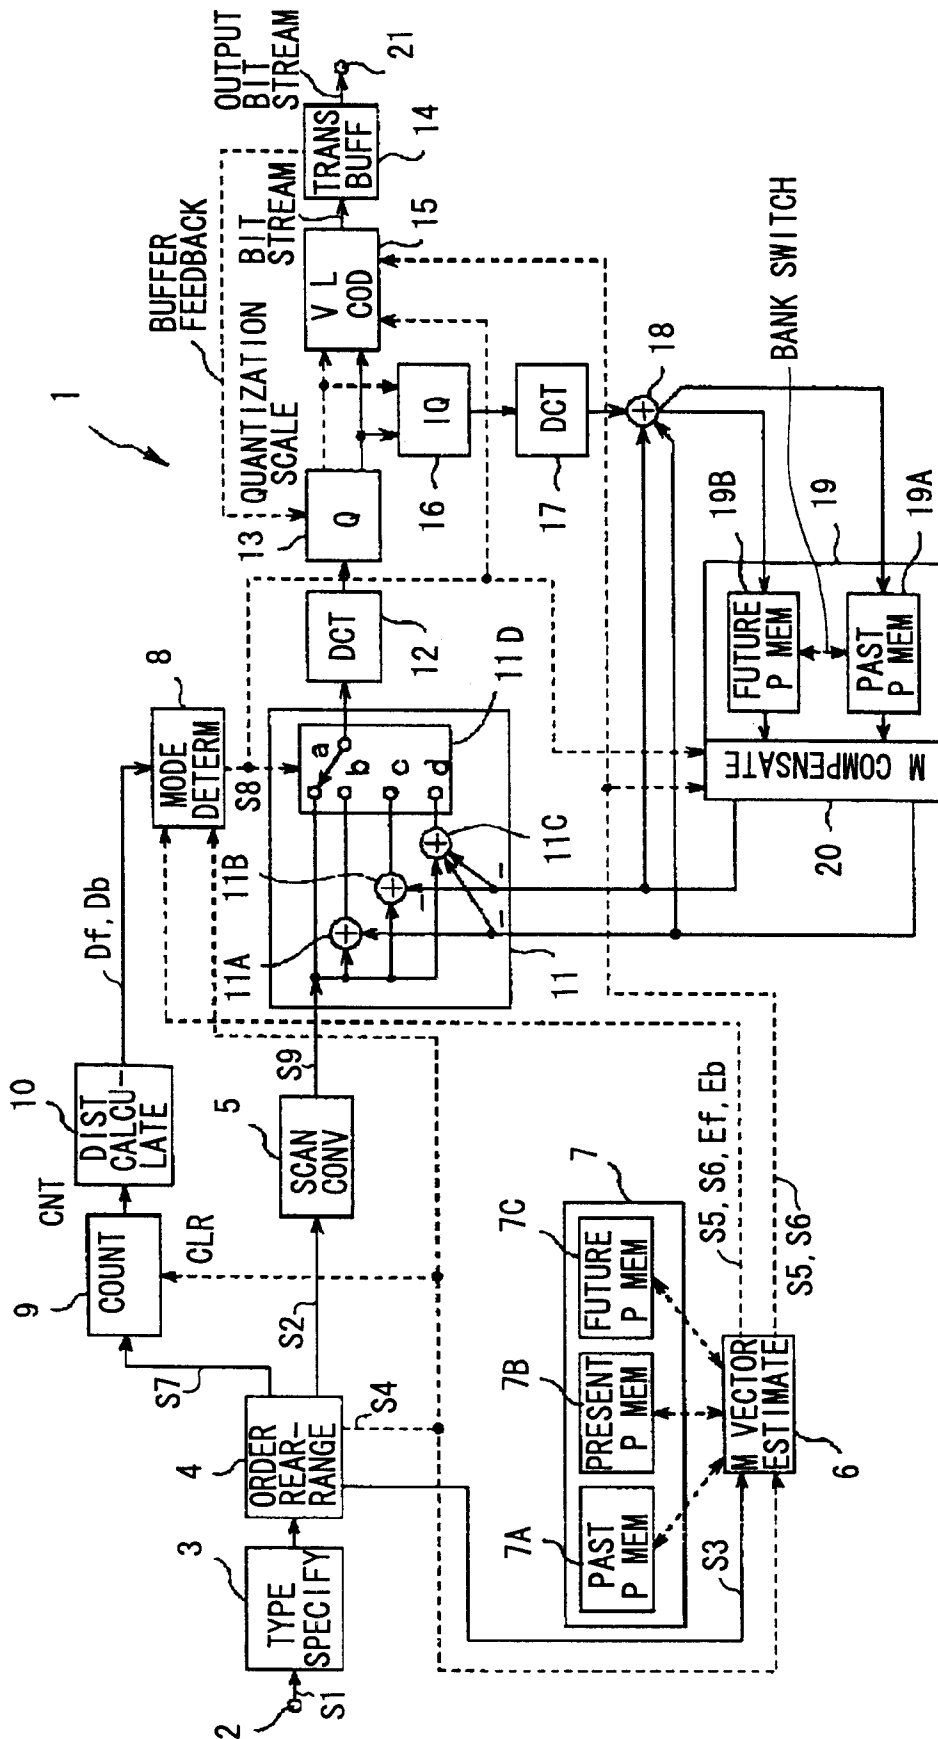 1
2
S1
3
TYPE
SPECIFY
4
ORDER
REAR-
RANGE
S7
S2
S4
S3
9
COUNT
CNT
CLR
10
DIST
CALCU-
LATE
Df, Db
5
SCAN
CONV
S9
8
MODE
DETERM
S8
11
11A
11B
11C
11D
a
b
c
d
−
−
−
12
DCT
13
Q
QUANTIZATION
SCALE
BUFFER
FEEDBACK
V L
COD
15
BIT
STREAM
TRANS
BUFF
14
OUTPUT
BIT
STREAM
21
IQ
16
DCT
17
18
BANK SWITCH
19
19B
FUTURE
P MEM
19A
PAST
P MEM
M COMPENSATE
20
7
7A
PAST
P MEM
7B
PRESENT
P MEM
7C
FUTURE
P MEM
M VECTOR
ESTIMATE
6
S5, S6, Ef, Eb
S5, S6